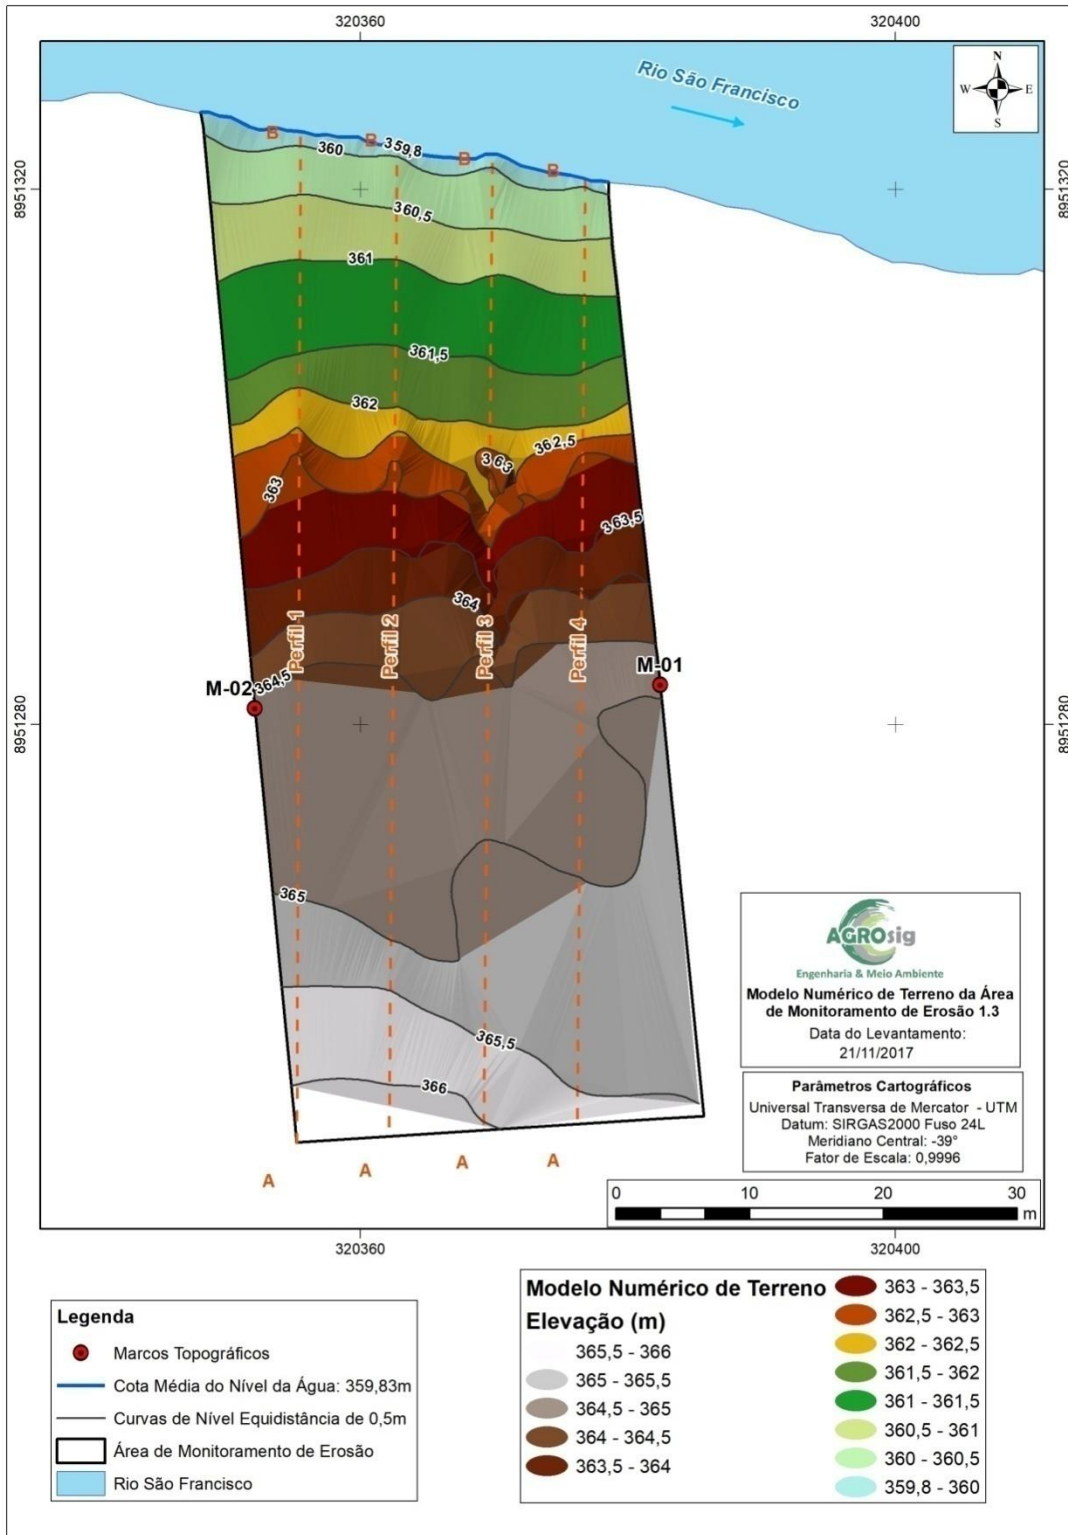 320360
320400
Rio São Francisco
N
W
E
S
8951320
8951320
B
B
B
B
359,8
360
360,5
361
361,5
362
362,5
363
363
363,5
364
364,5
Perfil 1
Perfil 2
Perfil 3
Perfil 4
M-02
M-01
8951280
8951280
365
365,5
366
A
A
A
A
AGROsig
Engenharia & Meio Ambiente
Modelo Numérico de Terreno da Área
de Monitoramento de Erosão 1.3
Data do Levantamento:
21/11/2017
Parâmetros Cartográficos
Universal Transversa de Mercator - UTM
Datum: SIRGAS2000 Fuso 24L
Meridiano Central: -39°
Fator de Escala: 0,9996
0
10
20
30
m
320360
320400
Legenda
Marcos Topográficos
Cota Média do Nível da Água: 359,83m
Curvas de Nível Equidistância de 0,5m
Área de Monitoramento de Erosão
Rio São Francisco
Modelo Numérico de Terreno
Elevação (m)
365,5 - 366
365 - 365,5
364,5 - 365
364 - 364,5
363,5 - 364
363 - 363,5
362,5 - 363
362 - 362,5
361,5 - 362
361 - 361,5
360,5 - 361
360 - 360,5
359,8 - 360